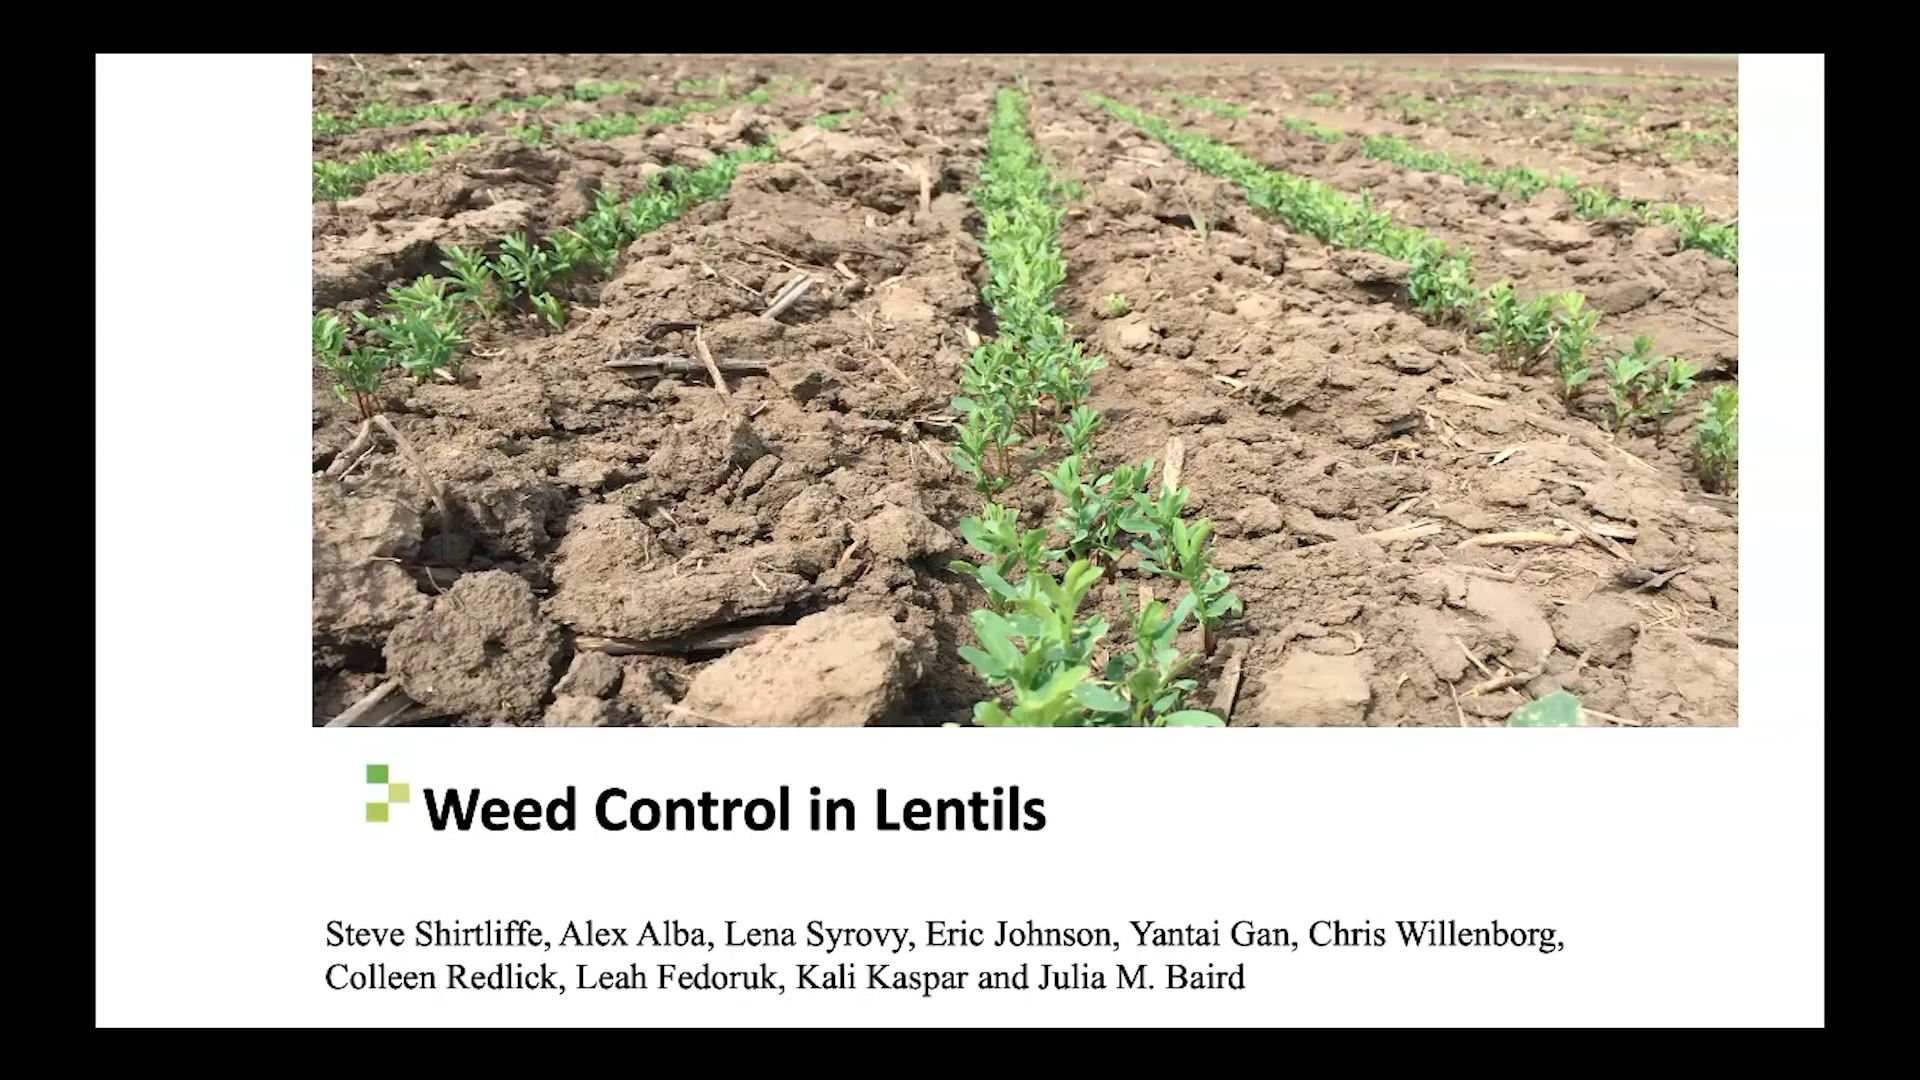 Weed Control in Lentils
Steve Shirtliffe, Alex Alba, Lena Syrovy, Eric Johnson, Yantai Gan, Chris Willenborg,
Colleen Redlick, Leah Fedoruk, Kali Kaspar and Julia M. Baird